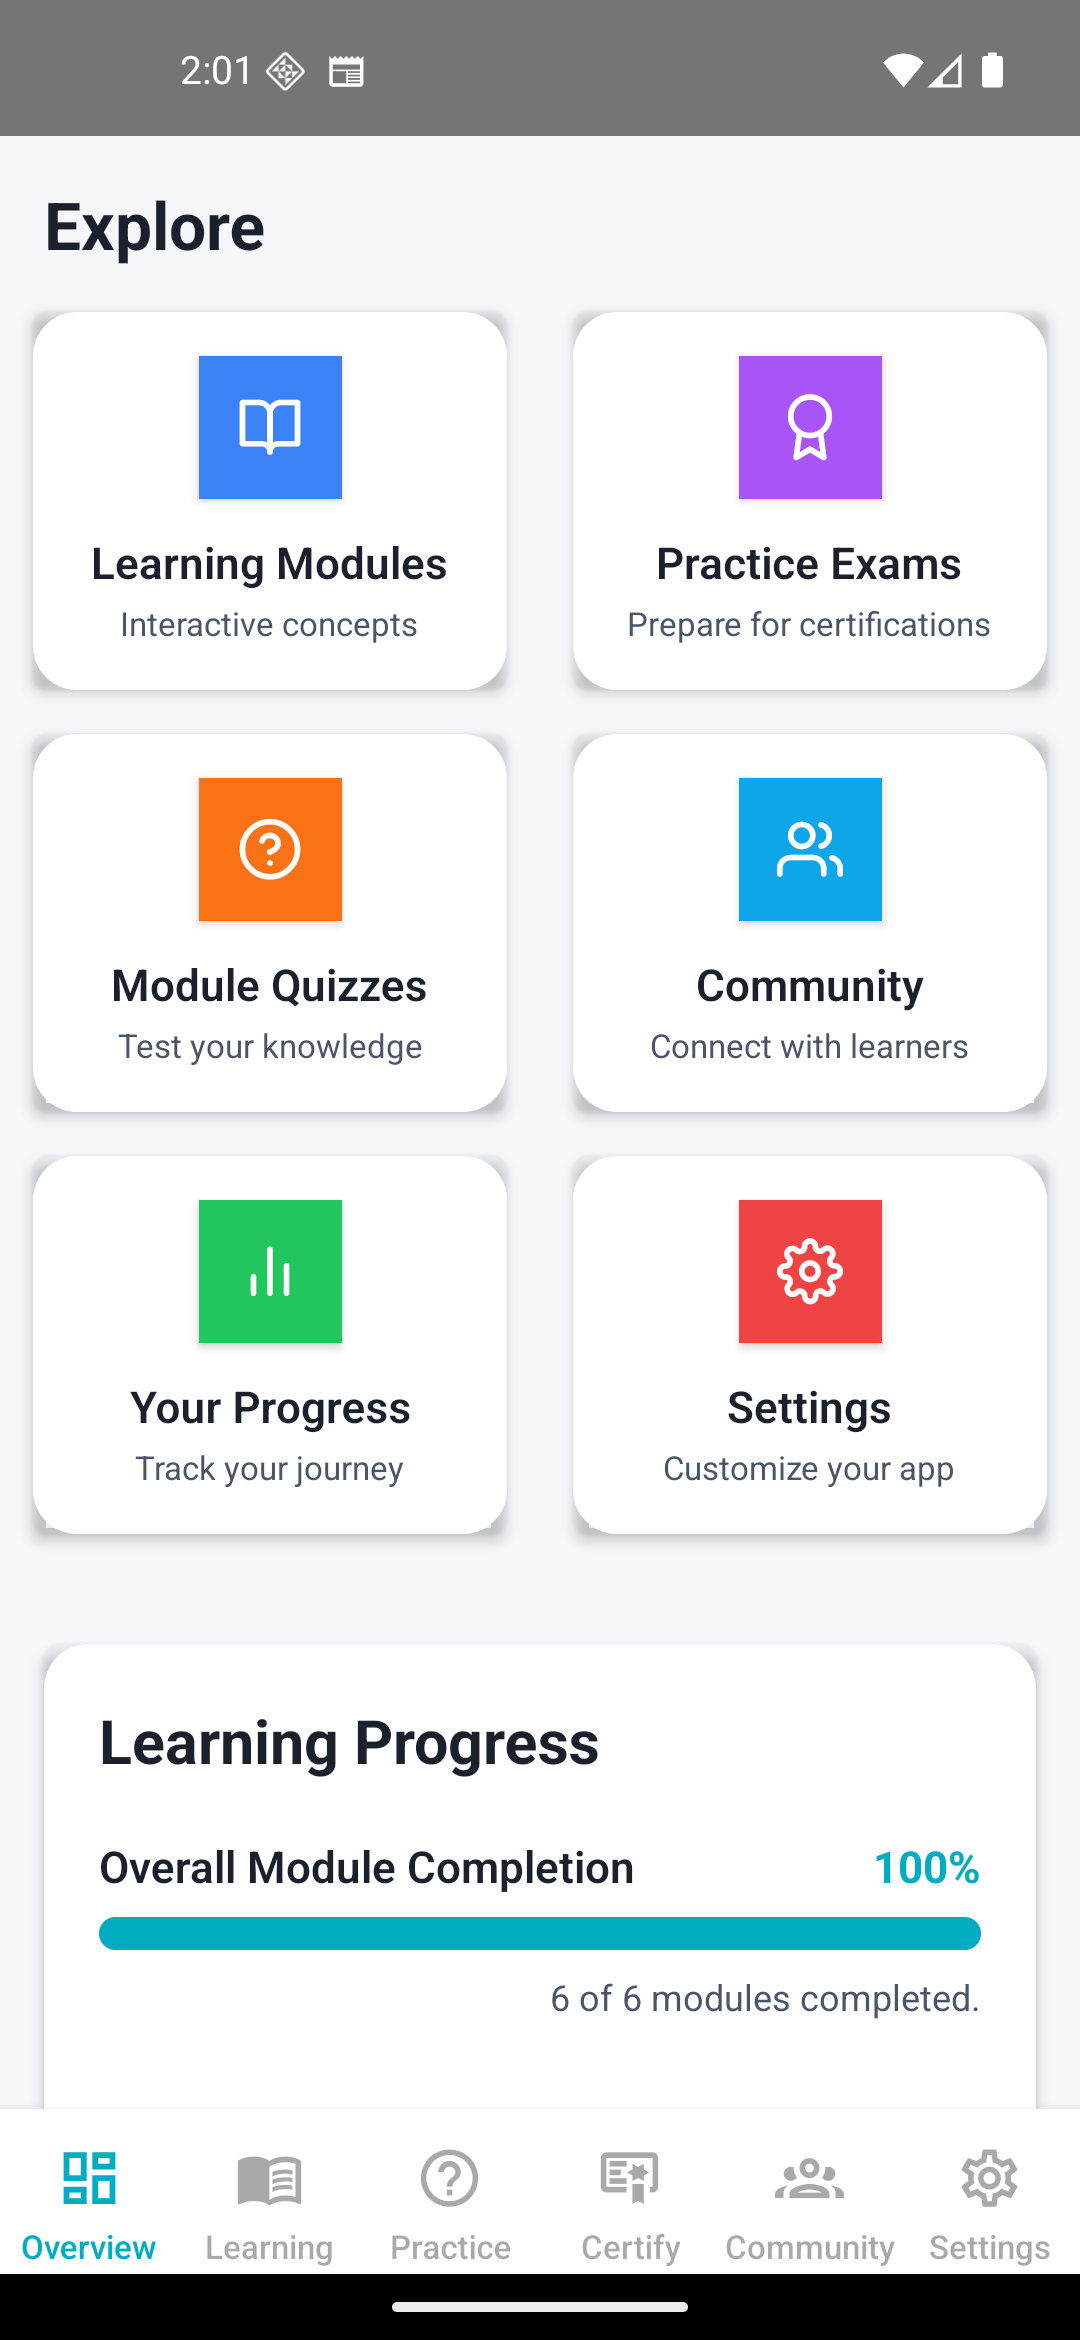 2:01
Explore
Learning Modules
Interactive concepts
Practice Exams
Prepare for certifications
Module Quizzes
Test your knowledge
Community
Connect with learners
Your Progress
Track your journey
Settings
Customize your app
Learning Progress
Overall Module Completion 100%
6 of 6 modules completed.
Overview Learning Practice Certify Community Settings